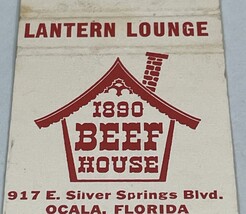 LANTERN LOUNGE
1890
BEEF
HOUSE
917 E. Silver Springs Blvd.
OCALA, FLORIDA